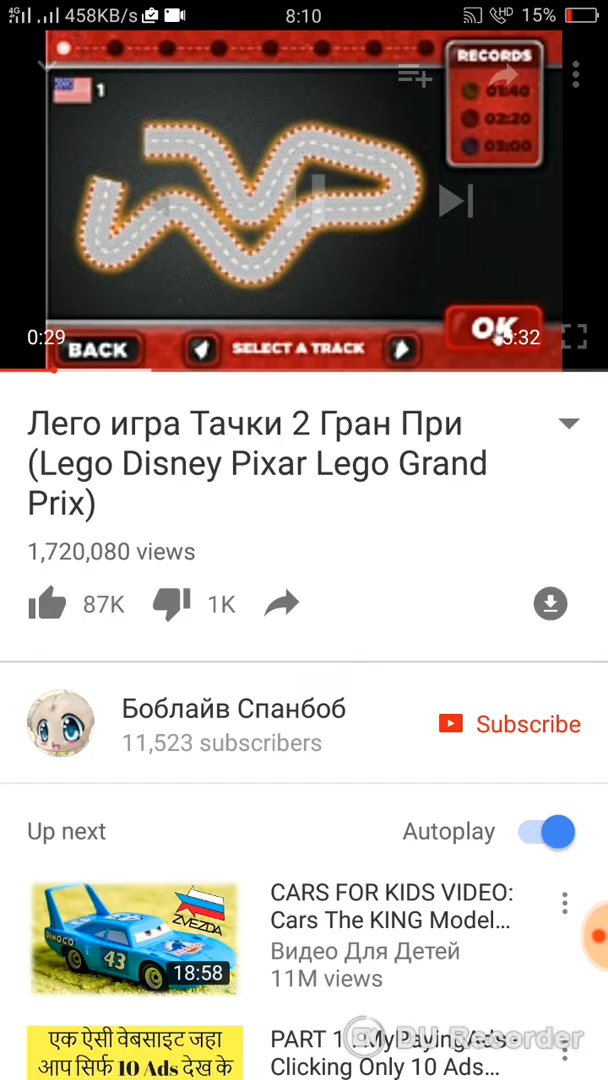 4G 458KB/s 8:10 HD 15%
RECORDS
1
01:40
02:20
03:00
0:29
OK
5:32
BACK
SELECT A TRACK
Лего игра Тачки 2 Гран При
(Lego Disney Pixar Lego Grand
Prix)
1,720,080 views
87K 1K
Боблайв Спанбоб
11,523 subscribers
Subscribe
Up next
Autoplay
ZVEZDA
DINOCO
43
18:58
CARS FOR KIDS VIDEO:
Cars The KING Model...
Видео Для Детей
11M views
एक ऐसी वेबसाइट जहा
आप सिर्फ 10 Ads देख के
PART 1 : MyPayingAds -
Clicking Only 10 Ads...
DU Recorder